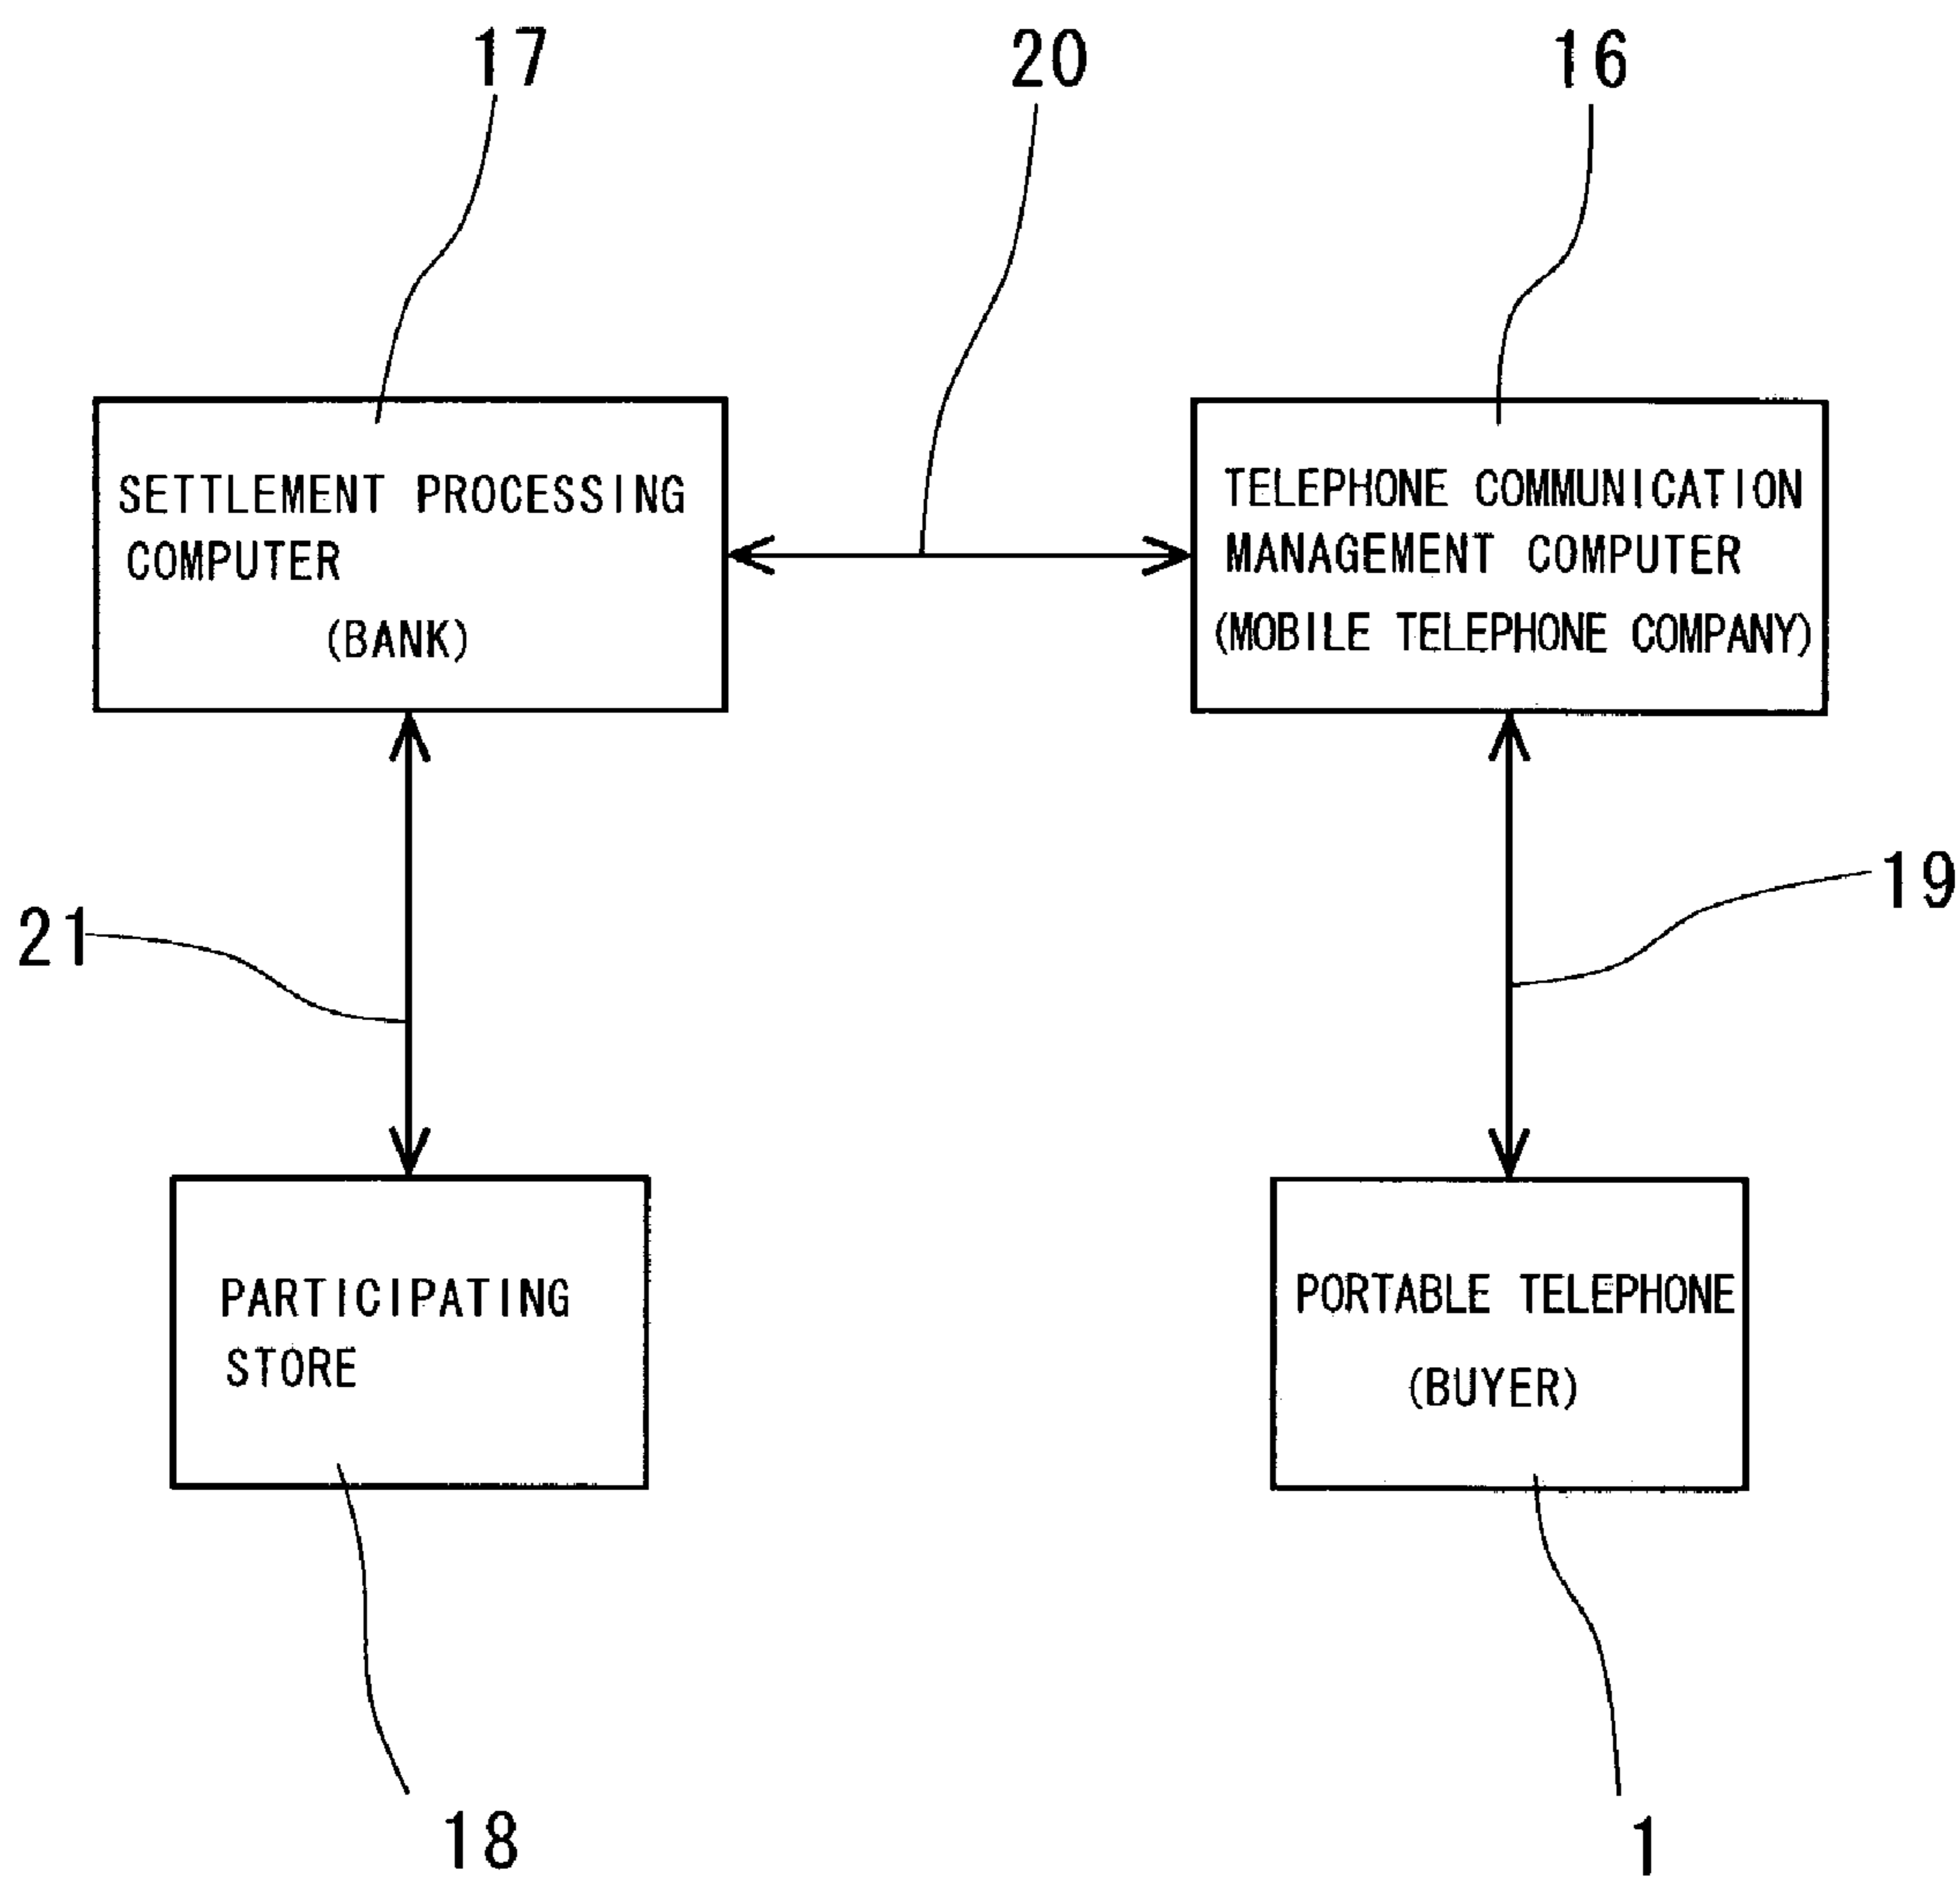 17
20
16
SETTLEMENT PROCESSING
COMPUTER
(BANK)
TELEPHONE COMMUNICATION
MANAGEMENT COMPUTER
(MOBILE TELEPHONE COMPANY)
19
21
PARTICIPATING
STORE
PORTABLE TELEPHONE
(BUYER)
18
1